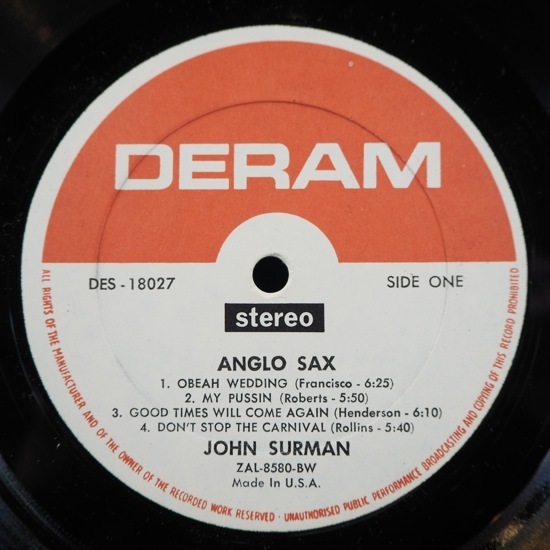 DERAM
DES - 18027
SIDE ONE
stereo
ANGLO SAX
1. OBEAH WEDDING (Francisco - 6:25)
2. MY PUSSIN (Roberts - 5:50)
3. GOOD TIMES WILL COME AGAIN (Henderson - 6:10)
4. DON'T STOP THE CARNIVAL (Rollins - 5:40)
JOHN SURMAN
ZAL-8580-BW
Made In U.S.A.
ALL RIGHTS OF THE MANUFACTURER AND OF THE OWNER OF THE RECORDED WORK RESERVED · UNAUTHORISED PUBLIC PERFORMANCE BROADCASTING AND COPYING OF THIS RECORD PROHIBITED